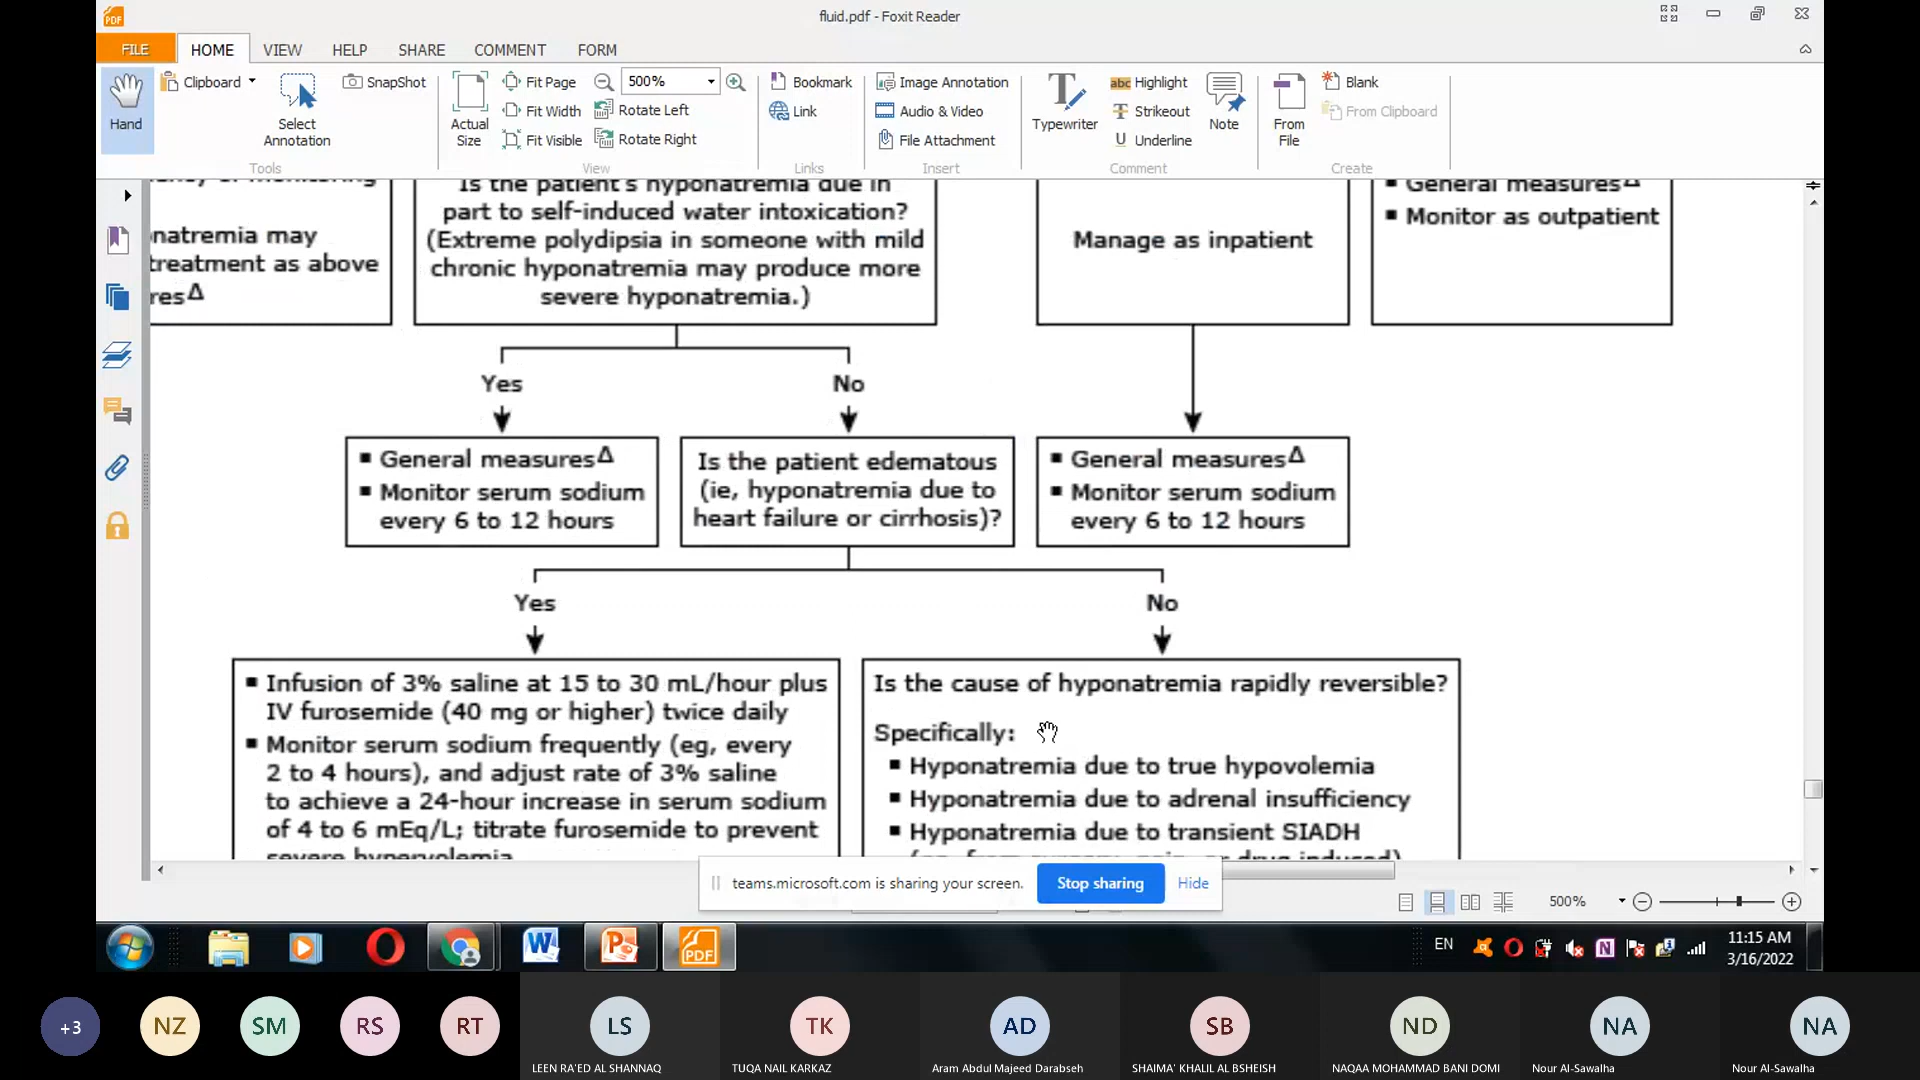 fluid.pdf - Foxit Reader
FILE HOME VIEW HELP SHARE COMMENT FORM
Hand
Clipboard
Select
Annotation
SnapShot
Tools
Actual
Size
Fit Page
Fit Width
Fit Visible
500%
Rotate Left
Rotate Right
View
Bookmark
Link
Links
Image Annotation
Audio & Video
File Attachment
Insert
Typewriter
Highlight
Strikeout
Underline
Note
Comment
From
File
Blank
From Clipboard
Create
monitoring
onatremia may
treatment as above
res∆
Is the patient's hyponatremia due in
part to self-induced water intoxication?
(Extreme polydipsia in someone with mild
chronic hyponatremia may produce more
severe hyponatremia.)
Manage as inpatient
▪ General measures∆
▪ Monitor as outpatient
Yes
No
▪ General measures∆
▪ Monitor serum sodium
every 6 to 12 hours
Is the patient edematous
(ie, hyponatremia due to
heart failure or cirrhosis)?
▪ General measures∆
▪ Monitor serum sodium
every 6 to 12 hours
Yes
No
▪ Infusion of 3% saline at 15 to 30 mL/hour plus
IV furosemide (40 mg or higher) twice daily
▪ Monitor serum sodium frequently (eg, every
2 to 4 hours), and adjust rate of 3% saline
to achieve a 24-hour increase in serum sodium
of 4 to 6 mEq/L; titrate furosemide to prevent
severe hypervolemia
Is the cause of hyponatremia rapidly reversible?
Specifically:
▪ Hyponatremia due to true hypovolemia
▪ Hyponatremia due to adrenal insufficiency
▪ Hyponatremia due to transient SIADH
teams.microsoft.com is sharing your screen.
Stop sharing
Hide
500%
EN
11:15 AM
3/16/2022
+3
NZ
SM
RS
RT
LS
TK
AD
SB
ND
NA
NA
LEEN RA'ED AL SHANNAQ
TUQA NAIL KARKAZ
Aram Abdul Majeed Darabseh
SHAIMA' KHALIL AL BSHEISH
NAQAA MOHAMMAD BANI DOMI
Nour Al-Sawalha
Nour Al-Sawalha